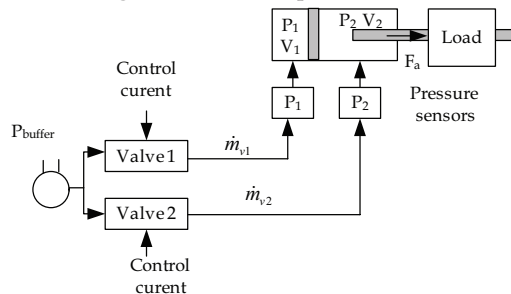 P1
V1
P2 V2
Load
Fa
Control
curent
P1
P2
Pressure
sensors
Pbuffer
Valve1
ṁv1
Valve2
ṁv2
Control
curent